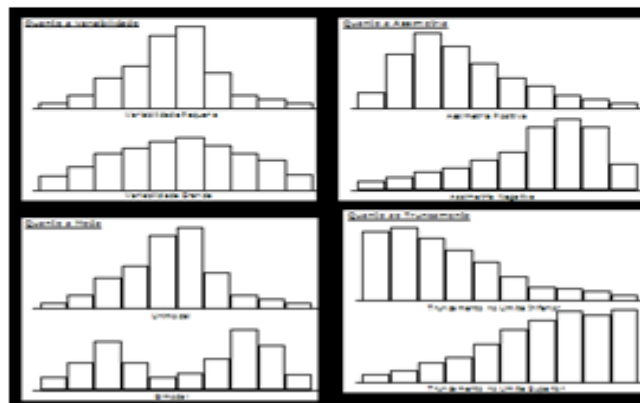 Quanto a Variabilidade
Variabilidade Pequena
Variabilidade Grande
Quanto a Assimetria
Assimetria Positiva
Assimetria Negativa
Quanto a Moda
Unimodal
Bimodal
Quanto ao Truncamento
Truncamento no Limite Inferior
Truncamento no Limite Superior